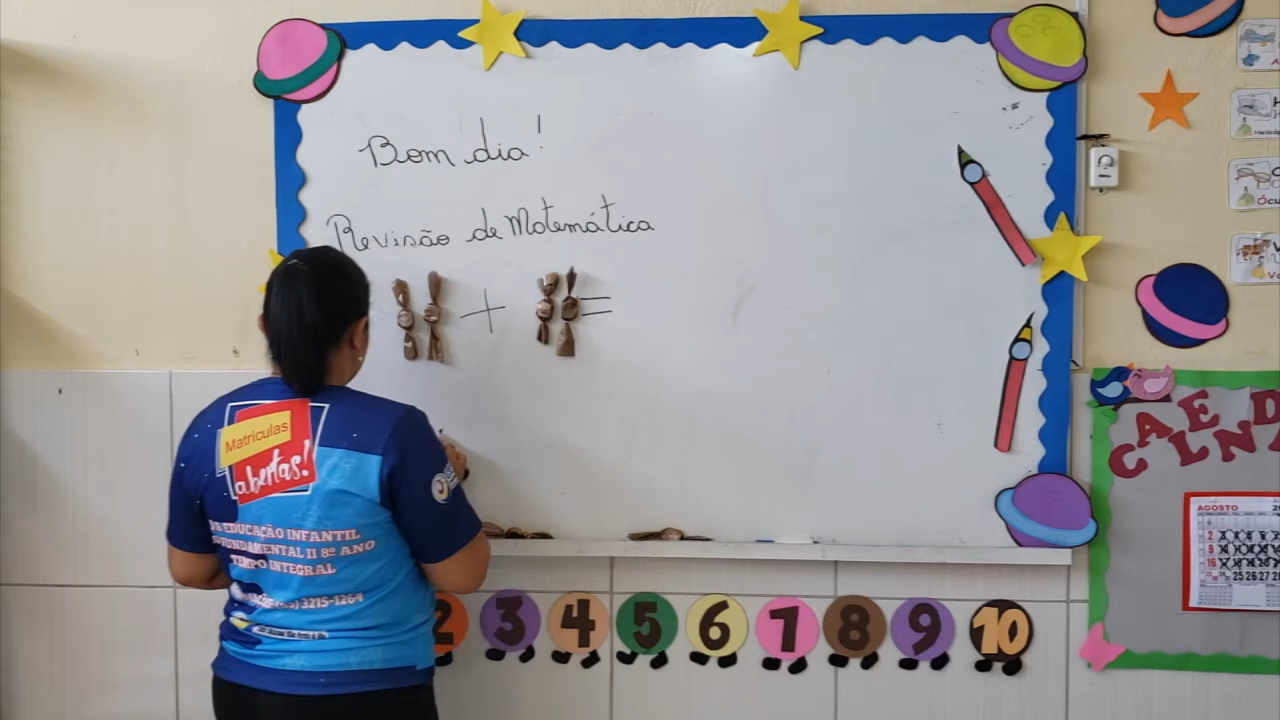 Bom dia!
Revisão de Matemática
+ =
Matrículas
abertas!
EDUCAÇÃO INFANTIL
FUNDAMENTAL II 8º ANO
TEMPO INTEGRAL
3215-1264
2 3 4 5 6 7 8 9 10
CALEND
AGOSTO